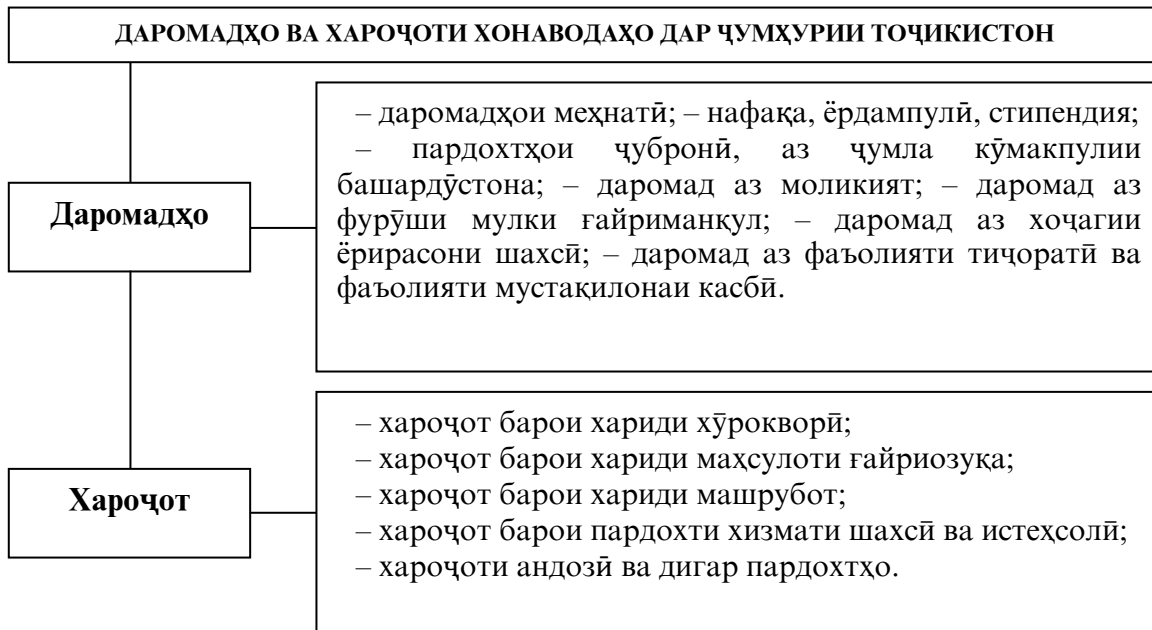 ДАРОМАДҲО ВА ХАРОҶОТИ ХОНАВОДАҲО ДАР ҶУМҲУРИИ ТОҶИКИСТОН
Даромадҳо
– даромадҳои меҳнатӣ; – нафақа, ёрдампулӣ, стипендия;
– пардохтҳои ҷубронӣ, аз ҷумла кӯмакпулии
башардӯстона; – даромад аз моликият; – даромад аз
фурӯши мулки ғайриманқул; – даромад аз хоҷагии
ёрирасони шахсӣ; – даромад аз фаъолияти тиҷоратӣ ва
фаъолияти мустақилонаи касбӣ.
Хароҷот
– хароҷот барои хариди хӯрокворӣ;
– хароҷот барои хариди маҳсулоти ғайриозуқа;
– хароҷот барои хариди машрубот;
– хароҷот барои пардохти хизмати шахсӣ ва истеҳсолӣ;
– хароҷоти андозӣ ва дигар пардохтҳо.